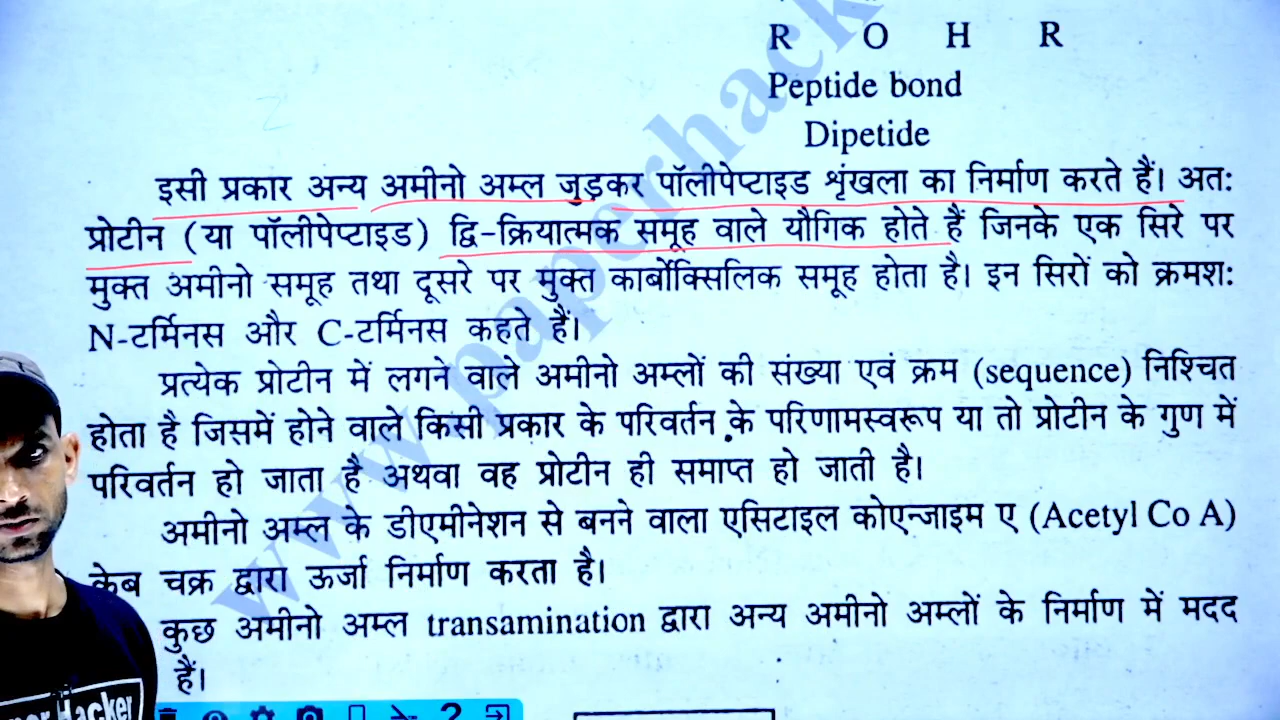 R O H R
Peptide bond
Dipetide
इसी प्रकार अन्य अमीनो अम्ल जुड़कर पॉलीपेप्टाइड शृंखला का निर्माण करते हैं। अत:
प्रोटीन (या पॉलीपेप्टाइड) द्वि-क्रियात्मक समूह वाले यौगिक होते हैं जिनके एक सिरे पर
मुक्त अमीनो समूह तथा दूसरे पर मुक्त कार्बोक्सिलिक समूह होता है। इन सिरों को क्रमश:
N-टर्मिनस और C-टर्मिनस कहते हैं।
प्रत्येक प्रोटीन में लगने वाले अमीनो अम्लों की संख्या एवं क्रम (sequence) निश्चित
होता है जिसमें होने वाले किसी प्रकार के परिवर्तन के परिणामस्वरूप या तो प्रोटीन के गुण में
परिवर्तन हो जाता है अथवा वह प्रोटीन ही समाप्त हो जाती है।
अमीनो अम्ल के डीएमीनेशन से बनने वाला एसिटाइल कोएन्जाइम ए (Acetyl Co A)
केब चक्र द्वारा ऊर्जा निर्माण करता है।
कुछ अमीनो अम्ल transamination द्वारा अन्य अमीनो अम्लों के निर्माण में मदद
हैं।
www.paperhack
Hacker